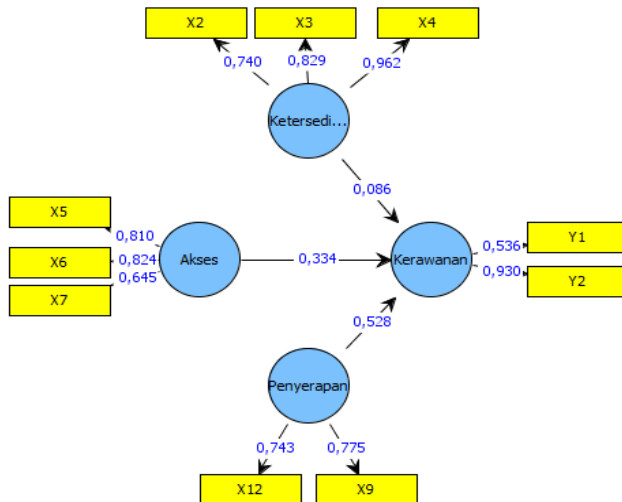 X2
X3
X4
0,740
0,829
0,962
Ketersedi...
0,086
X5
0,810
X6
0,824
X7
0,645
Akses
0,334
Kerawanan
0,536
Y1
0,930
Y2
0,528
Penyerapan
0,743
0,775
X12
X9